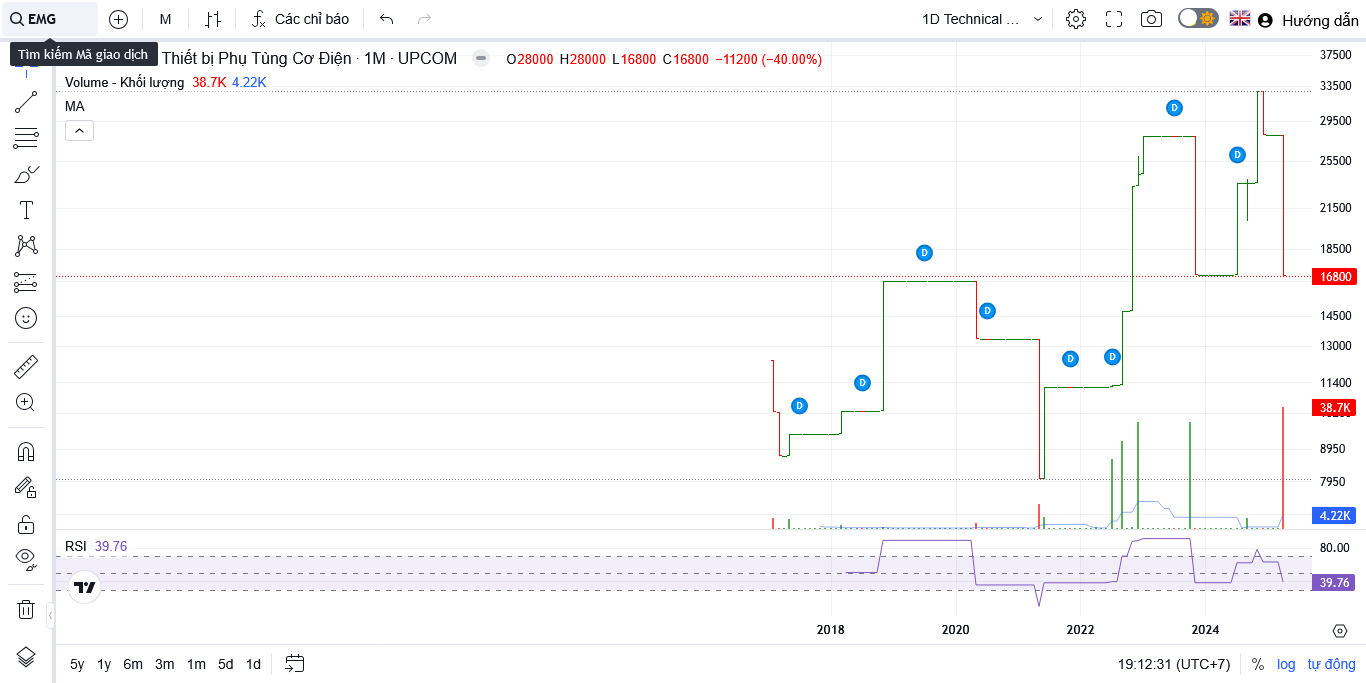 EMG
M
Các chỉ báo
1D Technical ...
Hướng dẫn
Tìm kiếm Mã giao dịch
Thiết bị Phụ Tùng Cơ Điện · 1M · UPCOM
O28000 H28000 L16800 C16800 −11200 (−40.00%)
Volume - Khối lượng 38.7K 4.22K
MA
37500
33500
29500
25500
21500
18500
16800
14500
13000
11400
38.7K
8950
7950
4.22K
D
D
D
D
D
D
D
D
RSI 39.76
80.00
39.76
2018
2020
2022
2024
5y 1y 6m 3m 1m 5d 1d
19:12:31 (UTC+7)
%
log
tự động